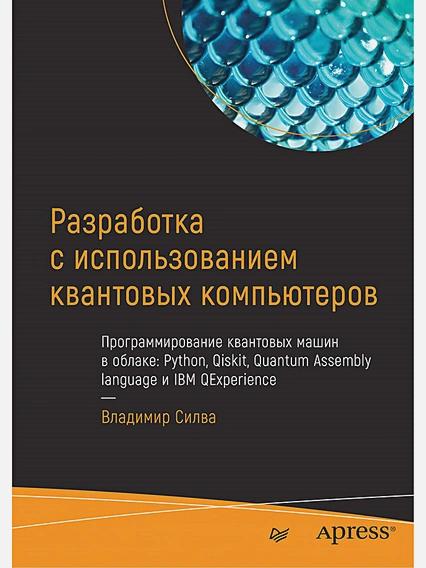 Разработка
с использованием
квантовых компьютеров
Программирование квантовых машин
в облаке: Python, Qiskit, Quantum Assembly
language и IBM QExperience
—
Владимир Силва
Apress®